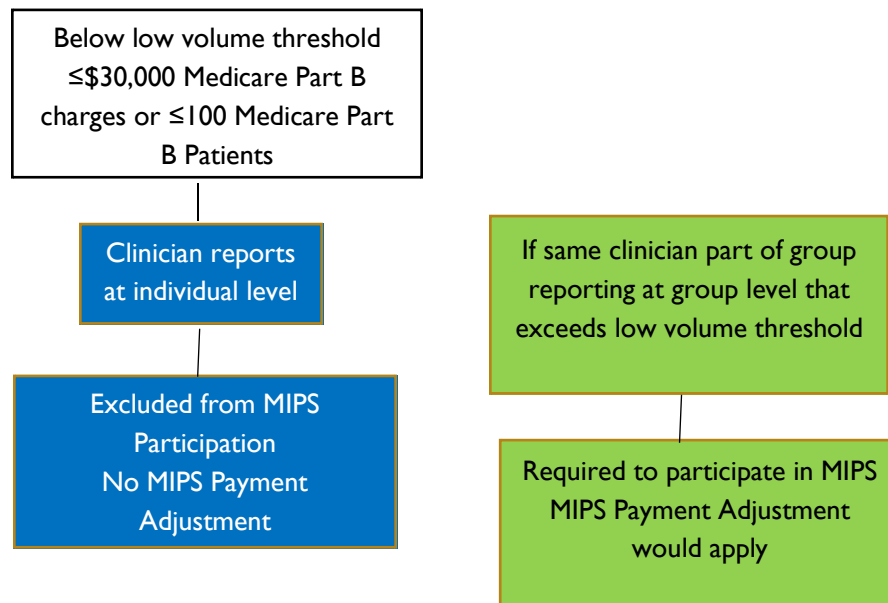 Below low volume threshold
≤$30,000 Medicare Part B
charges or ≤100 Medicare Part
B Patients
Clinician reports
at individual level
Excluded from MIPS
Participation
No MIPS Payment
Adjustment
If same clinician part of group
reporting at group level that
exceeds low volume threshold
Required to participate in MIPS
MIPS Payment Adjustment
would apply